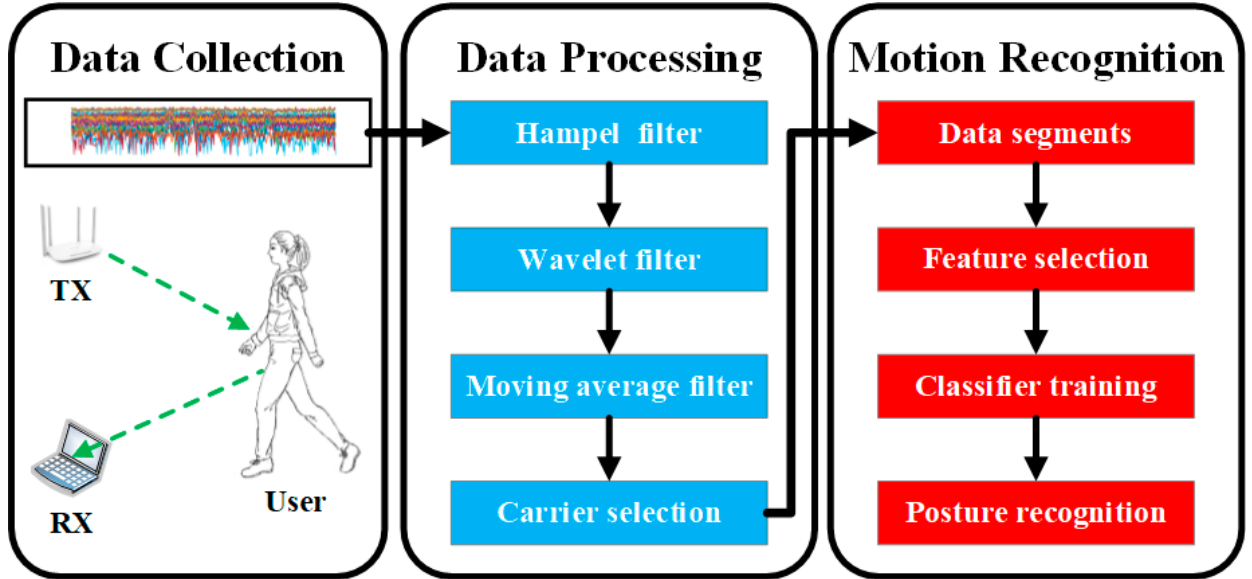 Data Collection
TX
RX
User
Data Processing
Hampel filter
Wavelet filter
Moving average filter
Carrier selection
Motion Recognition
Data segments
Feature selection
Classifier training
Posture recognition